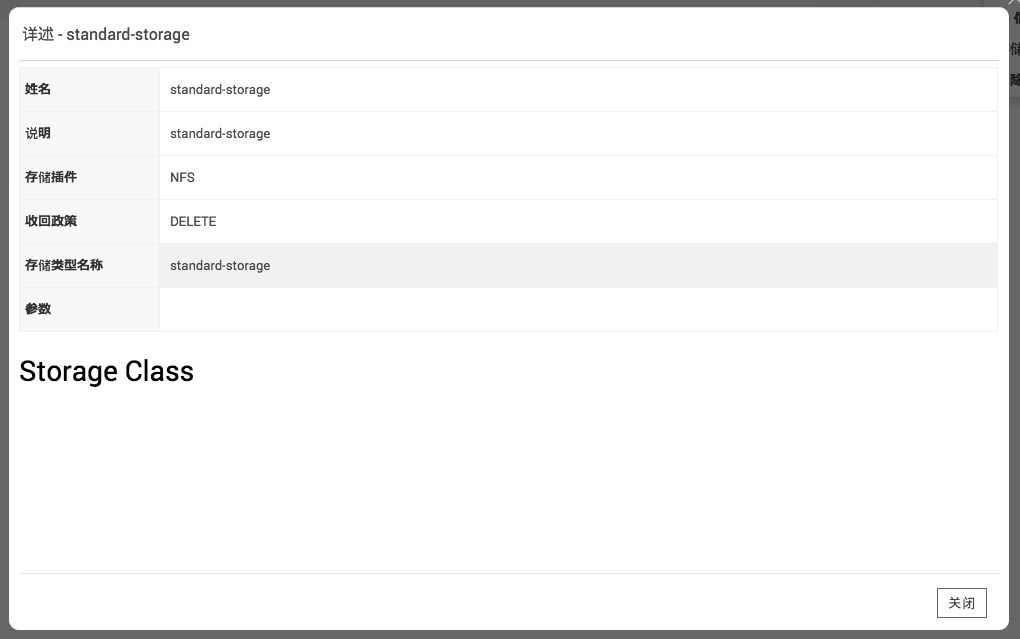 详述 - standard-storage
姓名 standard-storage
说明 standard-storage
存储插件 NFS
收回政策 DELETE
存储类型名称 standard-storage
参数
Storage Class
关闭